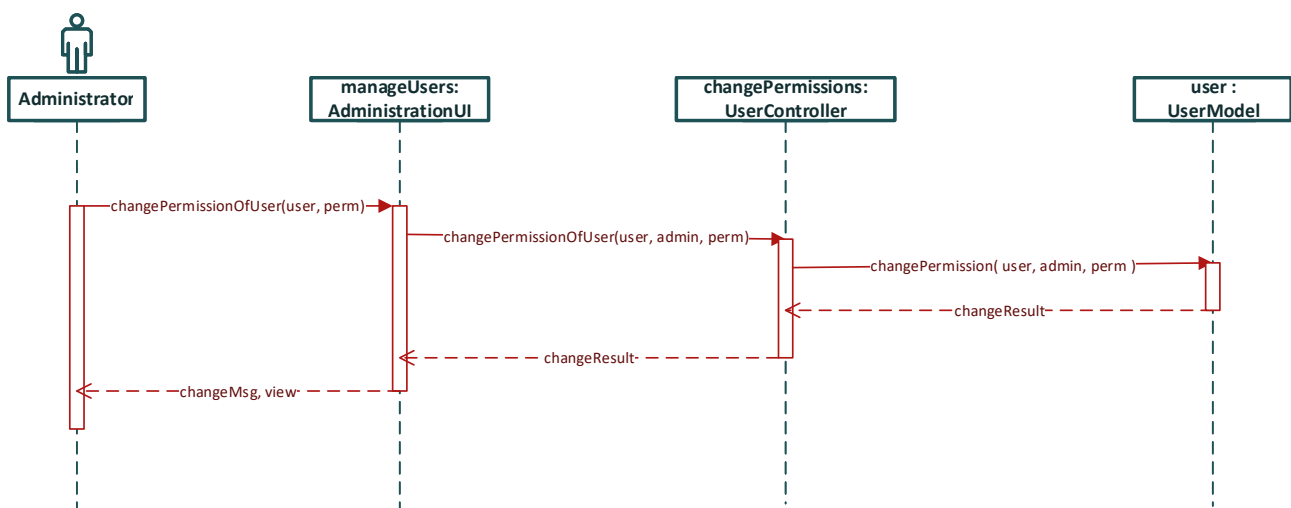 Administrator
manageUsers:
AdministrationUI
changePermissions:
UserController
user :
UserModel
changePermissionOfUser(user, perm)
changePermissionOfUser(user, admin, perm)
changePermission( user, admin, perm )
changeResult
changeResult
changeMsg, view